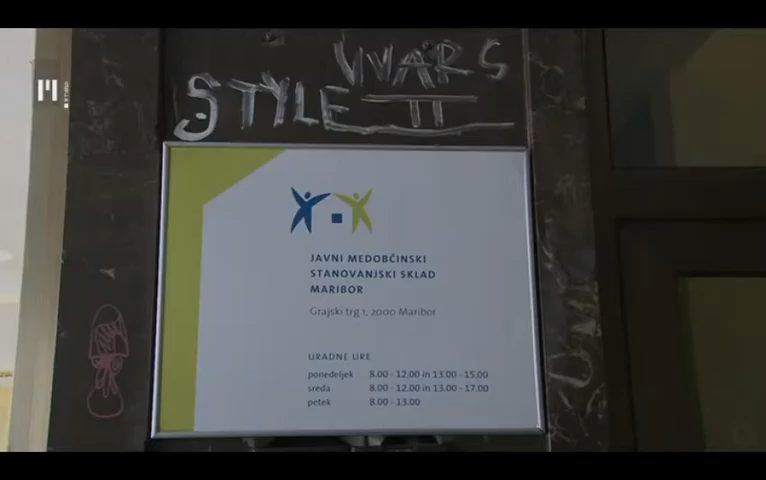 WARS
STYLE II
JAVNI MEDOBČINSKI
STANOVANJSKI SKLAD
MARIBOR
Grajski trg 1, 2000 Maribor
URADNE URE
ponedeljek 8.00 - 12.00 in 13.00 - 15.00
sreda 8.00 - 12.00 in 13.00 - 17.00
petek 8.00 - 13.00